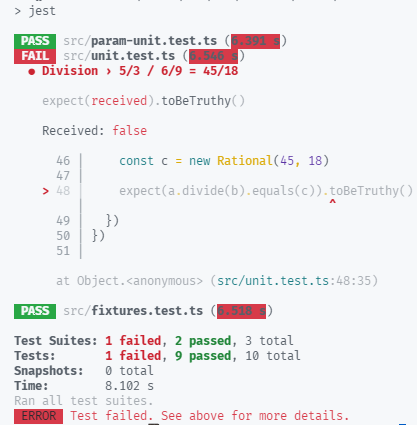 > jest
PASS src/param-unit.test.ts (6.391 s)
FAIL src/unit.test.ts (6.546 s)
● Division › 5/3 / 6/9 = 45/18
expect(received).toBeTruthy()
Received: false
46 |     const c = new Rational(45, 18)
47 |
> 48 |     expect(a.divide(b).equals(c)).toBeTruthy()
|                                   ^
49 |   })
50 | })
51 |
at Object.<anonymous> (src/unit.test.ts:48:35)
PASS src/fixtures.test.ts (6.518 s)
Test Suites: 1 failed, 2 passed, 3 total
Tests:       1 failed, 9 passed, 10 total
Snapshots:   0 total
Time:        8.102 s
Ran all test suites.
ERROR Test failed. See above for more details.